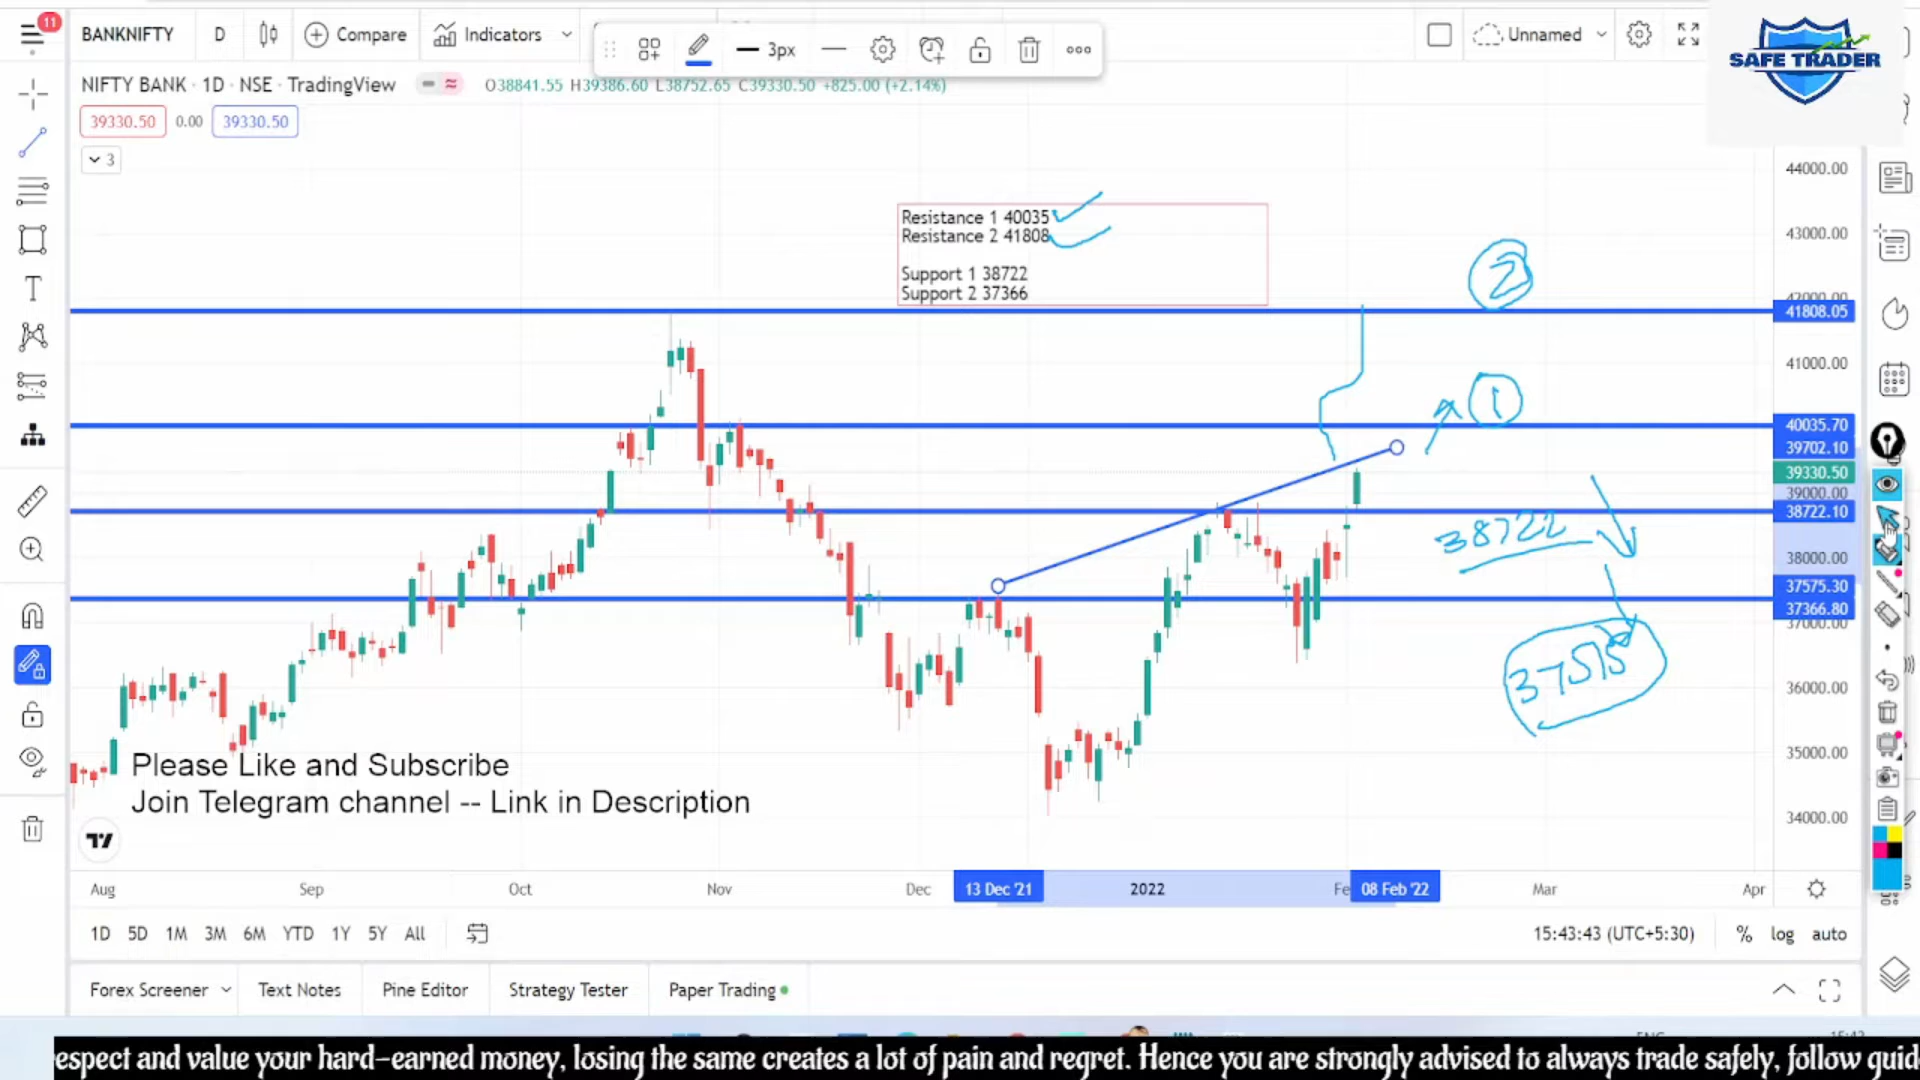 11
BANKNIFTY D Compare Indicators 3px Unnamed
SAFE TRADER
NIFTY BANK · 1D · NSE · TradingView O38841.55 H39386.60 L38752.65 C39330.50 +825.00 (+2.14%)
39330.50 0.00 39330.50
3
44000.00
Resistance 1 40035
Resistance 2 41808
43000.00
Support 1 38722
Support 2 37366
2
42000.00
41808.05
41000.00
1
40035.70
39702.10
39330.50
39000.00
38722.10
38722
38000.00
37575.30
37366.80
37000.00
37515
36000.00
35000.00
34000.00
Please Like and Subscribe
Join Telegram channel -- Link in Description
Aug Sep Oct Nov Dec 13 Dec '21 2022 Fe 08 Feb '22 Mar Apr
1D 5D 1M 3M 6M YTD 1Y 5Y All 15:43:43 (UTC+5:30) % log auto
Forex Screener Text Notes Pine Editor Strategy Tester Paper Trading
espect and value your hard-earned money, losing the same creates a lot of pain and regret. Hence you are strongly advised to always trade safely, follow guid